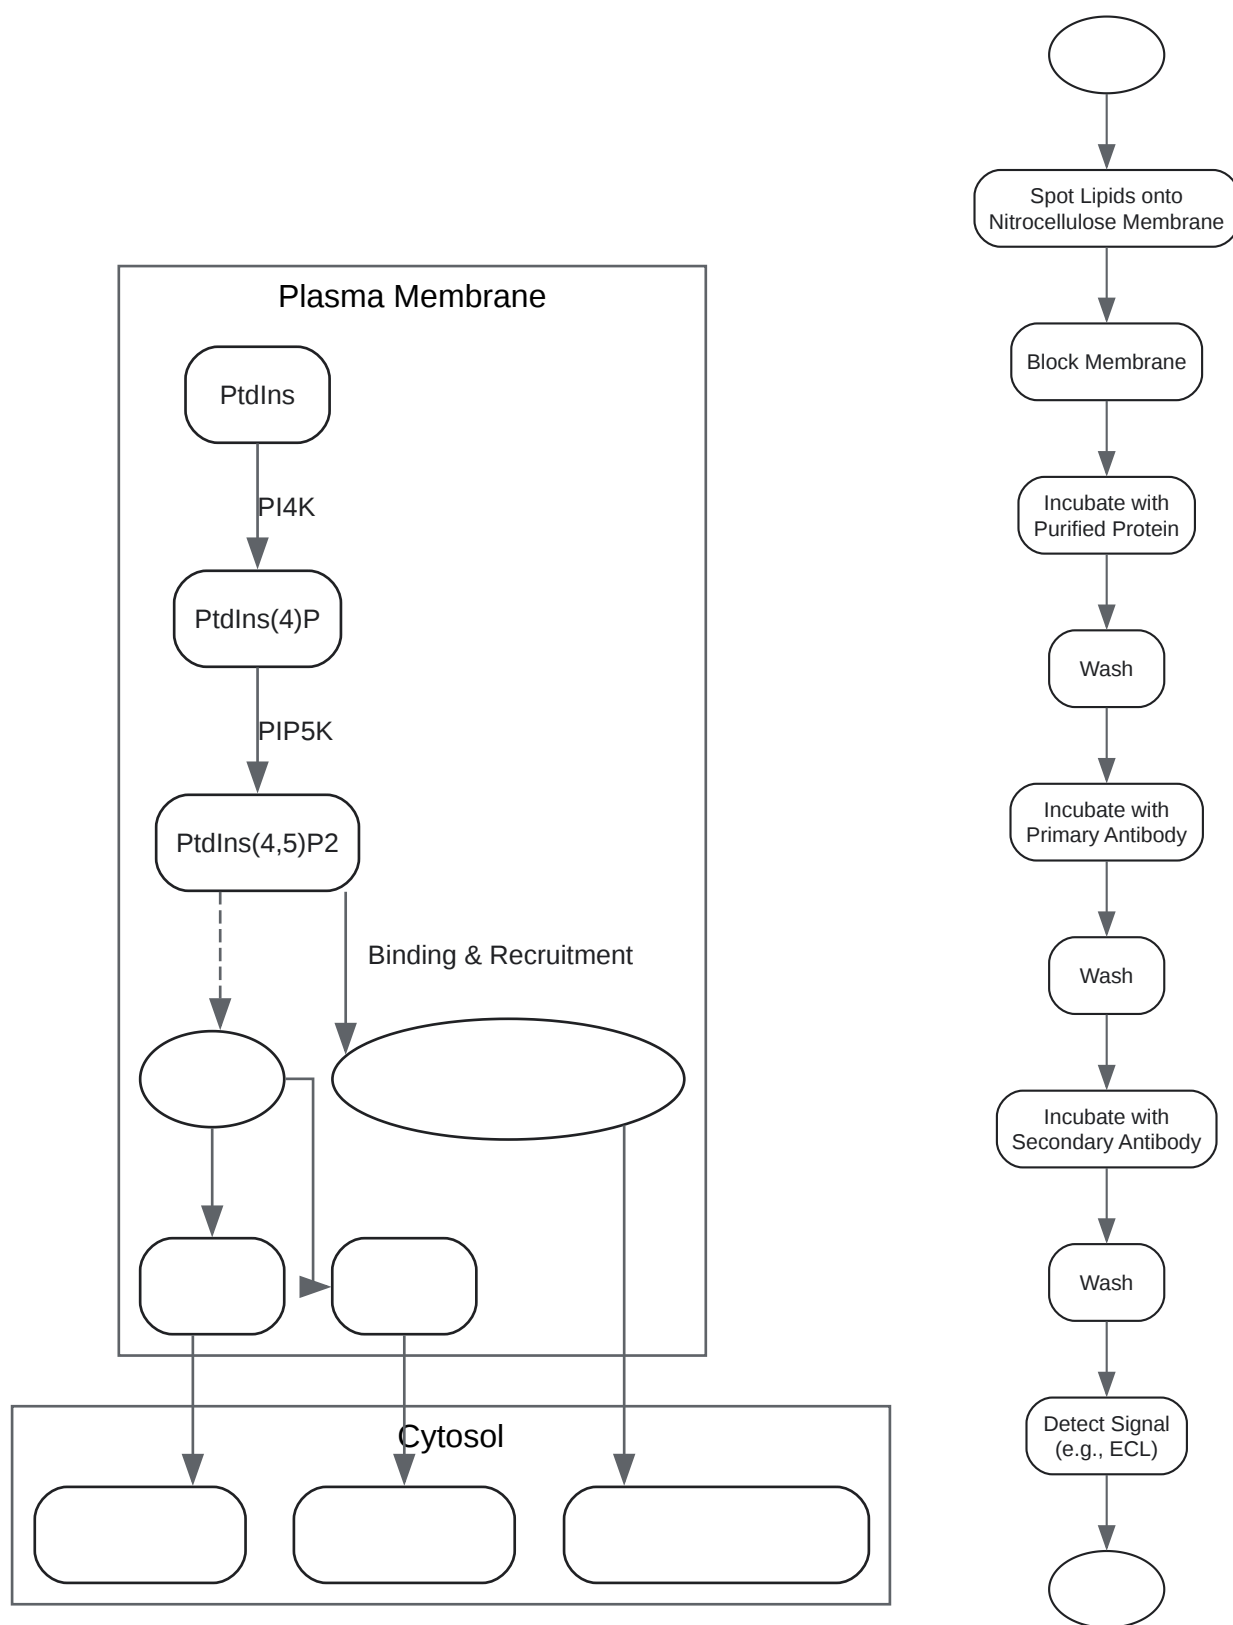 Plasma Membrane
PtdIns
PI4K
PtdIns(4)P
PIP5K
PtdIns(4,5)P2
Binding & Recruitment
Cytosol
Spot Lipids onto
Nitrocellulose Membrane
Block Membrane
Incubate with
Purified Protein
Wash
Incubate with
Primary Antibody
Wash
Incubate with
Secondary Antibody
Wash
Detect Signal
(e.g., ECL)